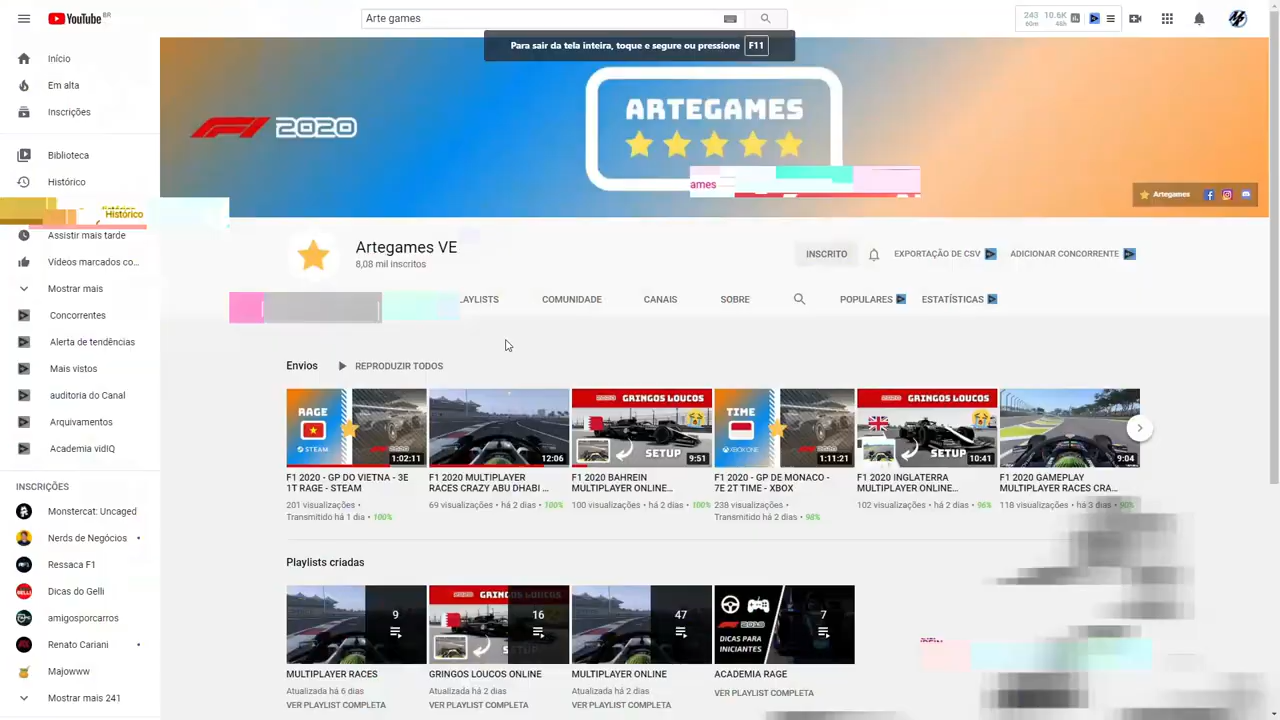 YouTube BR
Arte games
243 10.6K
60m 48h
Para sair da tela inteira, toque e segure ou pressione F11
Início
Em alta
Inscrições
Biblioteca
Histórico
Histórico
Assistir mais tarde
Vídeos marcados co...
Mostrar mais
Concorrentes
Alerta de tendências
Mais vistos
auditoria do Canal
Arquivamentos
Academia vidIQ
INSCRIÇÕES
Monstercat: Uncaged
Nerds de Negócios •
Ressaca F1
Dicas do Gelli
amigosporcarros
Renato Cariani •
Majowww
Mostrar mais 241
F1 2020
ARTEGAMES
ames
Artegames
Artegames VE
8,08 mil inscritos
INSCRITO
EXPORTAÇÃO DE CSV
ADICIONAR CONCORRENTE
LAYLISTS
COMUNIDADE
CANAIS
SOBRE
POPULARES
ESTATÍSTICAS
Envios
REPRODUZIR TODOS
RAGE
STEAM
1:02:11
12:06
GRINGOS LOUCOS
SETUP
9:51
TIME
XBOX ONE
1:11:21
GRINGOS LOUCOS
SETUP
10:41
9:04
F1 2020 - GP DO VIETNA - 3E
1T RAGE - STEAM
201 visualizações •
Transmitido há 1 dia • 100%
F1 2020 MULTIPLAYER
RACES CRAZY ABU DHABI ...
69 visualizações • há 2 dias • 100%
F1 2020 BAHREIN
MULTIPLAYER ONLINE...
100 visualizações • há 2 dias • 100%
F1 2020 - GP DE MONACO -
7E 2T TIME - XBOX
238 visualizações •
Transmitido há 2 dias • 98%
F1 2020 INGLATERRA
MULTIPLAYER ONLINE...
102 visualizações • há 2 dias • 96%
F1 2020 GAMEPLAY
MULTIPLAYER RACES CRA...
118 visualizações • há 3 dias • 90%
Playlists criadas
9
16
47
DICAS PARA
INICIANTES
7
MULTIPLAYER RACES
Atualizada há 6 dias
VER PLAYLIST COMPLETA
GRINGOS LOUCOS ONLINE
Atualizada há 2 dias
VER PLAYLIST COMPLETA
MULTIPLAYER ONLINE
Atualizada há 2 dias
VER PLAYLIST COMPLETA
ACADEMIA RAGE
VER PLAYLIST COMPLETA